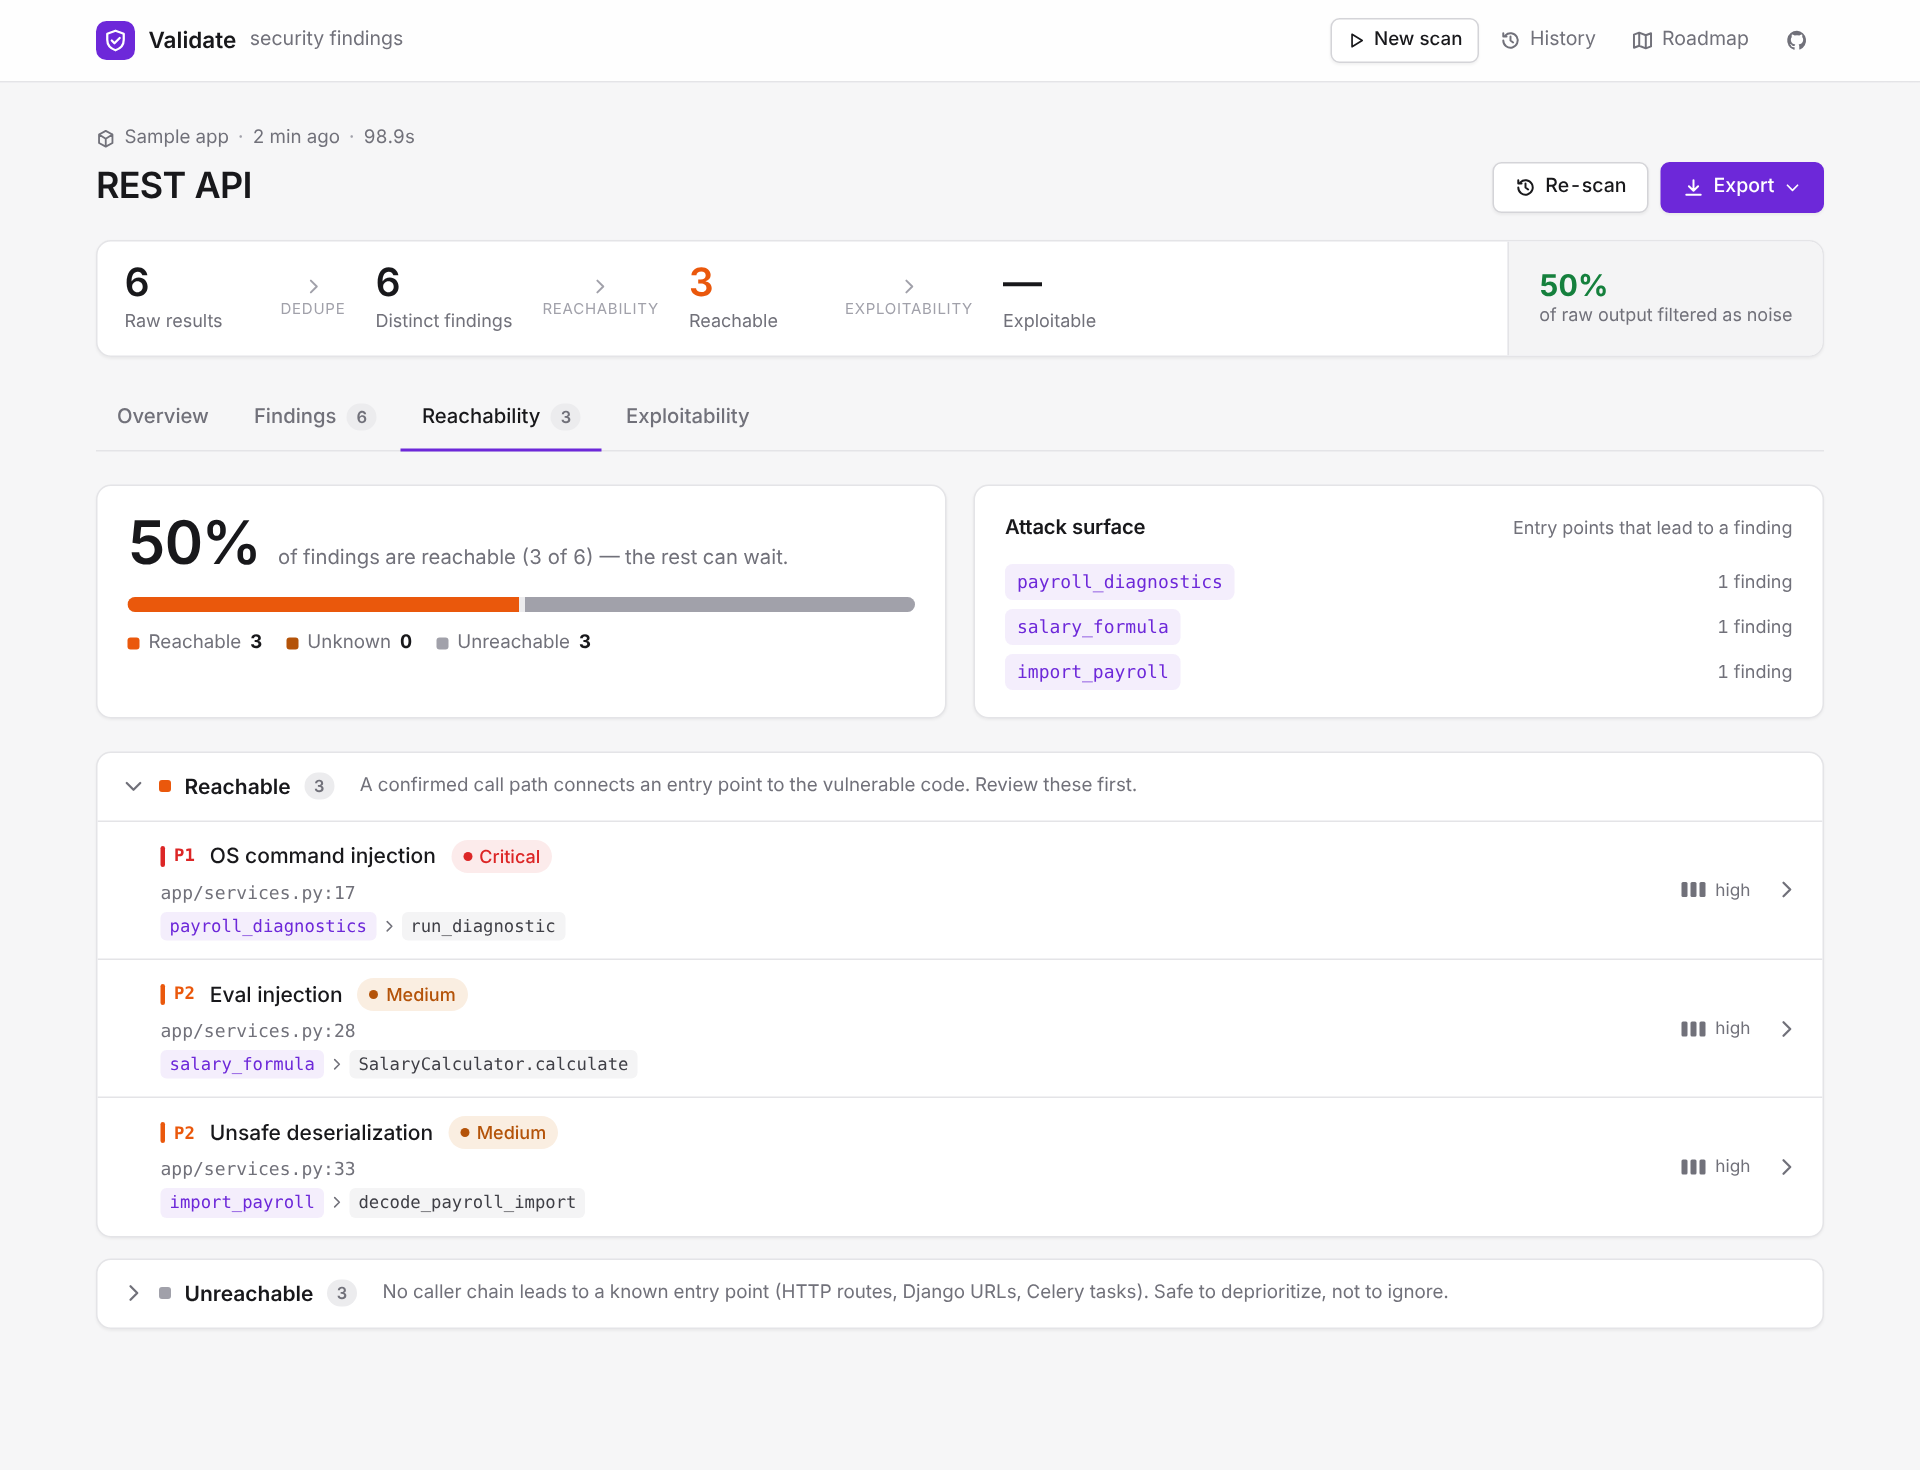 Validate security findings
New scan
History
Roadmap
Sample app · 2 min ago · 98.9s
REST API
Re-scan
Export
6
Raw results
DEDUPE
6
Distinct findings
REACHABILITY
3
Reachable
EXPLOITABILITY
—
Exploitable
50%
of raw output filtered as noise
Overview
Findings 6
Reachability 3
Exploitability
50% of findings are reachable (3 of 6) — the rest can wait.
Reachable 3 Unknown 0 Unreachable 3
Attack surface
Entry points that lead to a finding
payroll_diagnostics 1 finding
salary_formula 1 finding
import_payroll 1 finding
Reachable 3 A confirmed call path connects an entry point to the vulnerable code. Review these first.
P1 OS command injection Critical
app/services.py:17
payroll_diagnostics > run_diagnostic
high
P2 Eval injection Medium
app/services.py:28
salary_formula > SalaryCalculator.calculate
high
P2 Unsafe deserialization Medium
app/services.py:33
import_payroll > decode_payroll_import
high
Unreachable 3 No caller chain leads to a known entry point (HTTP routes, Django URLs, Celery tasks). Safe to deprioritize, not to ignore.